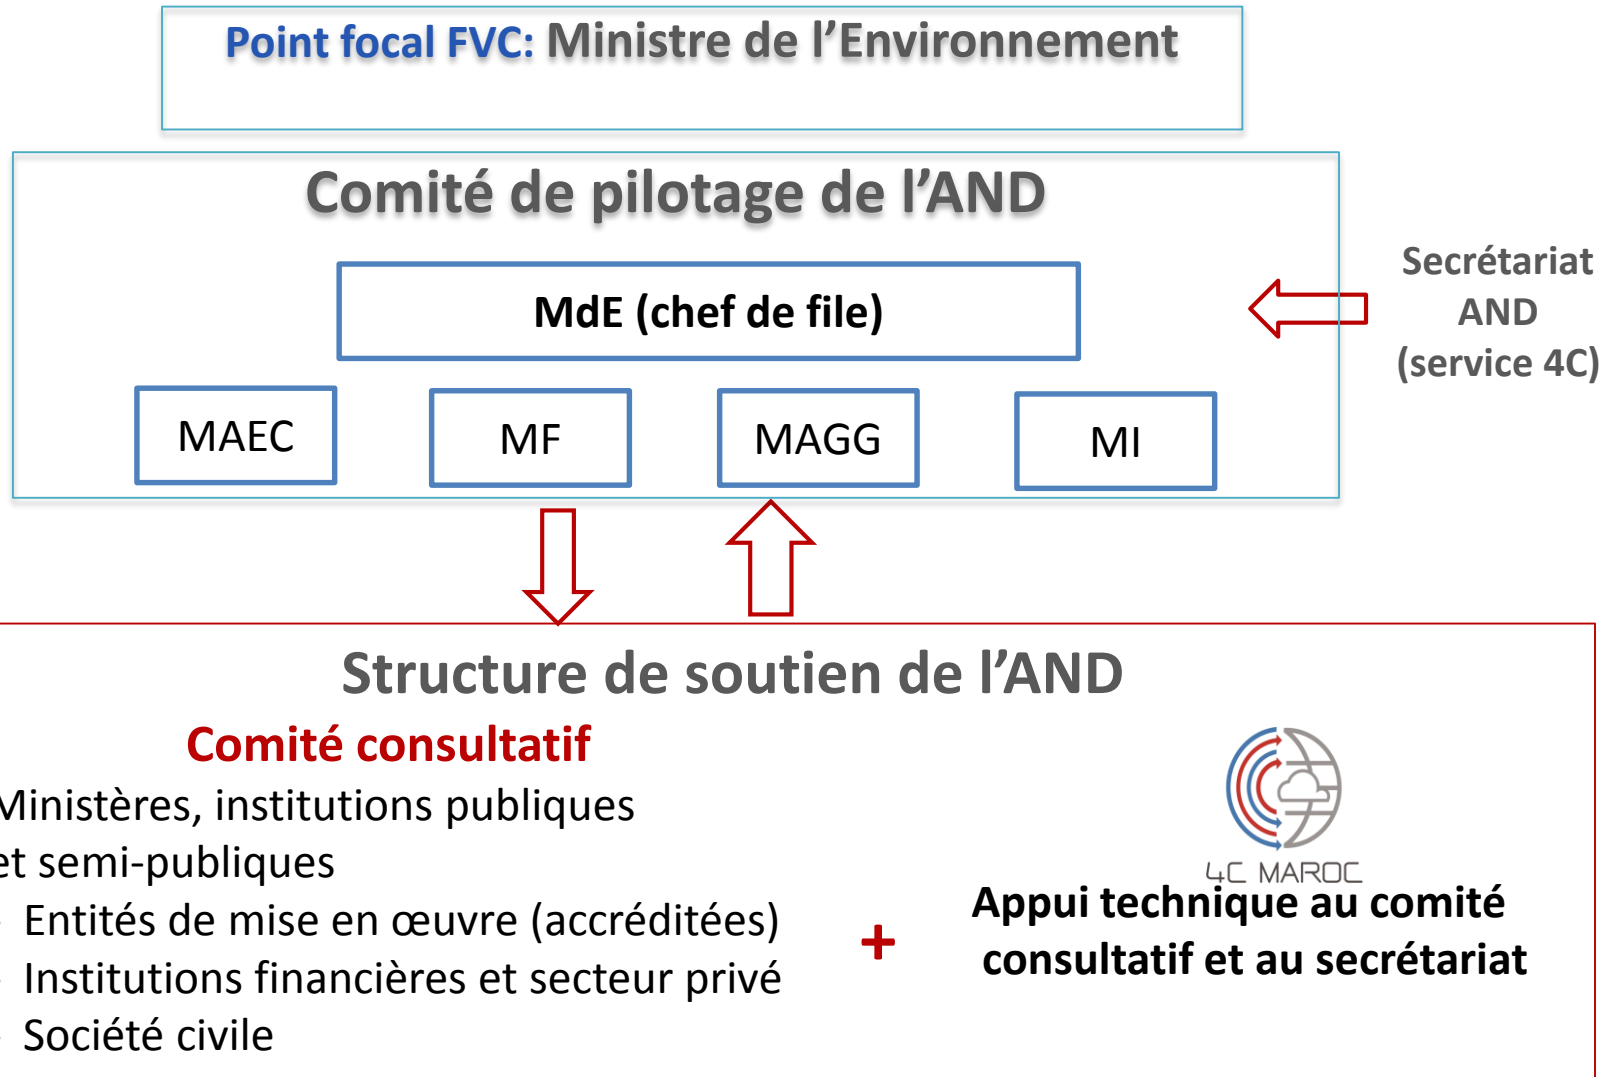 Point focal FVC: Ministre de l’Environnement
Comité de pilotage de l’AND
MdE (chef de file)
MAEC
MF
MAGG
MI
Secrétariat
AND
(service 4C)
Structure de soutien de l’AND
Comité consultatif
Ministères, institutions publiques
et semi-publiques
- Entités de mise en œuvre (accréditées)
- Institutions financières et secteur privé
- Société civile
+
4C MAROC
Appui technique au comité
consultatif et au secrétariat